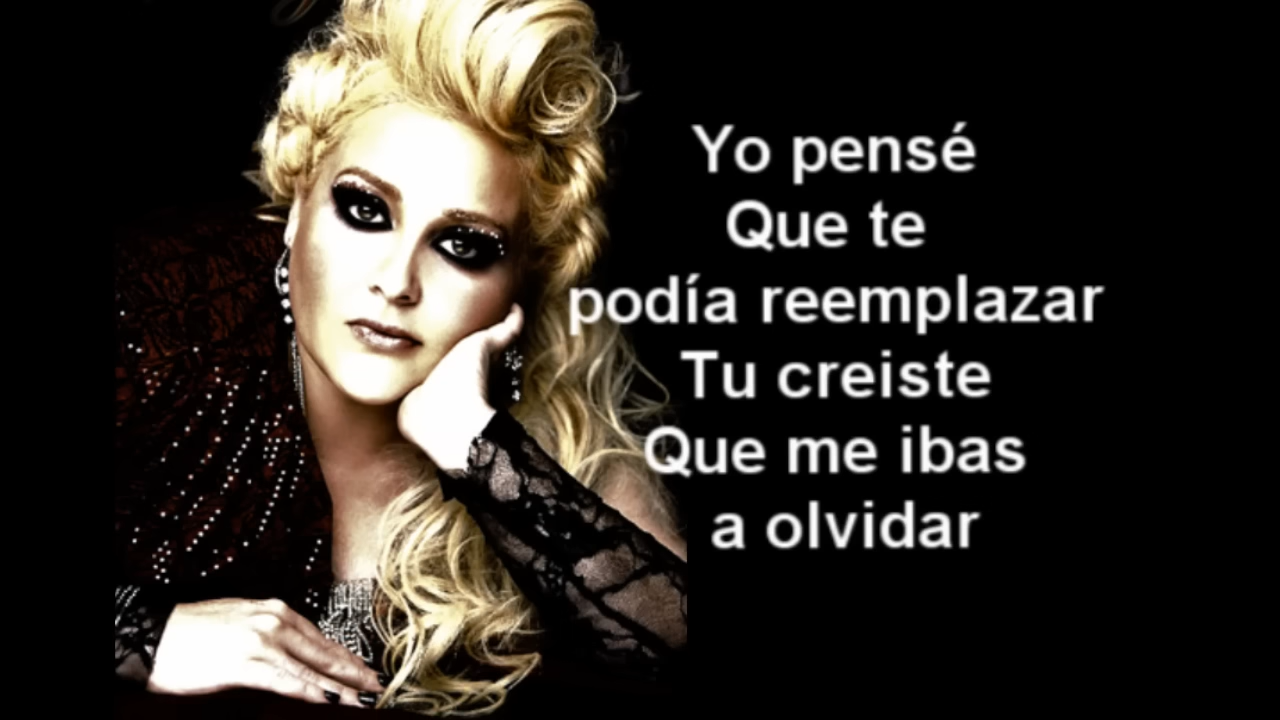 Yo pensé
Que te
podía reemplazar
Tu creiste
Que me ibas
a olvidar